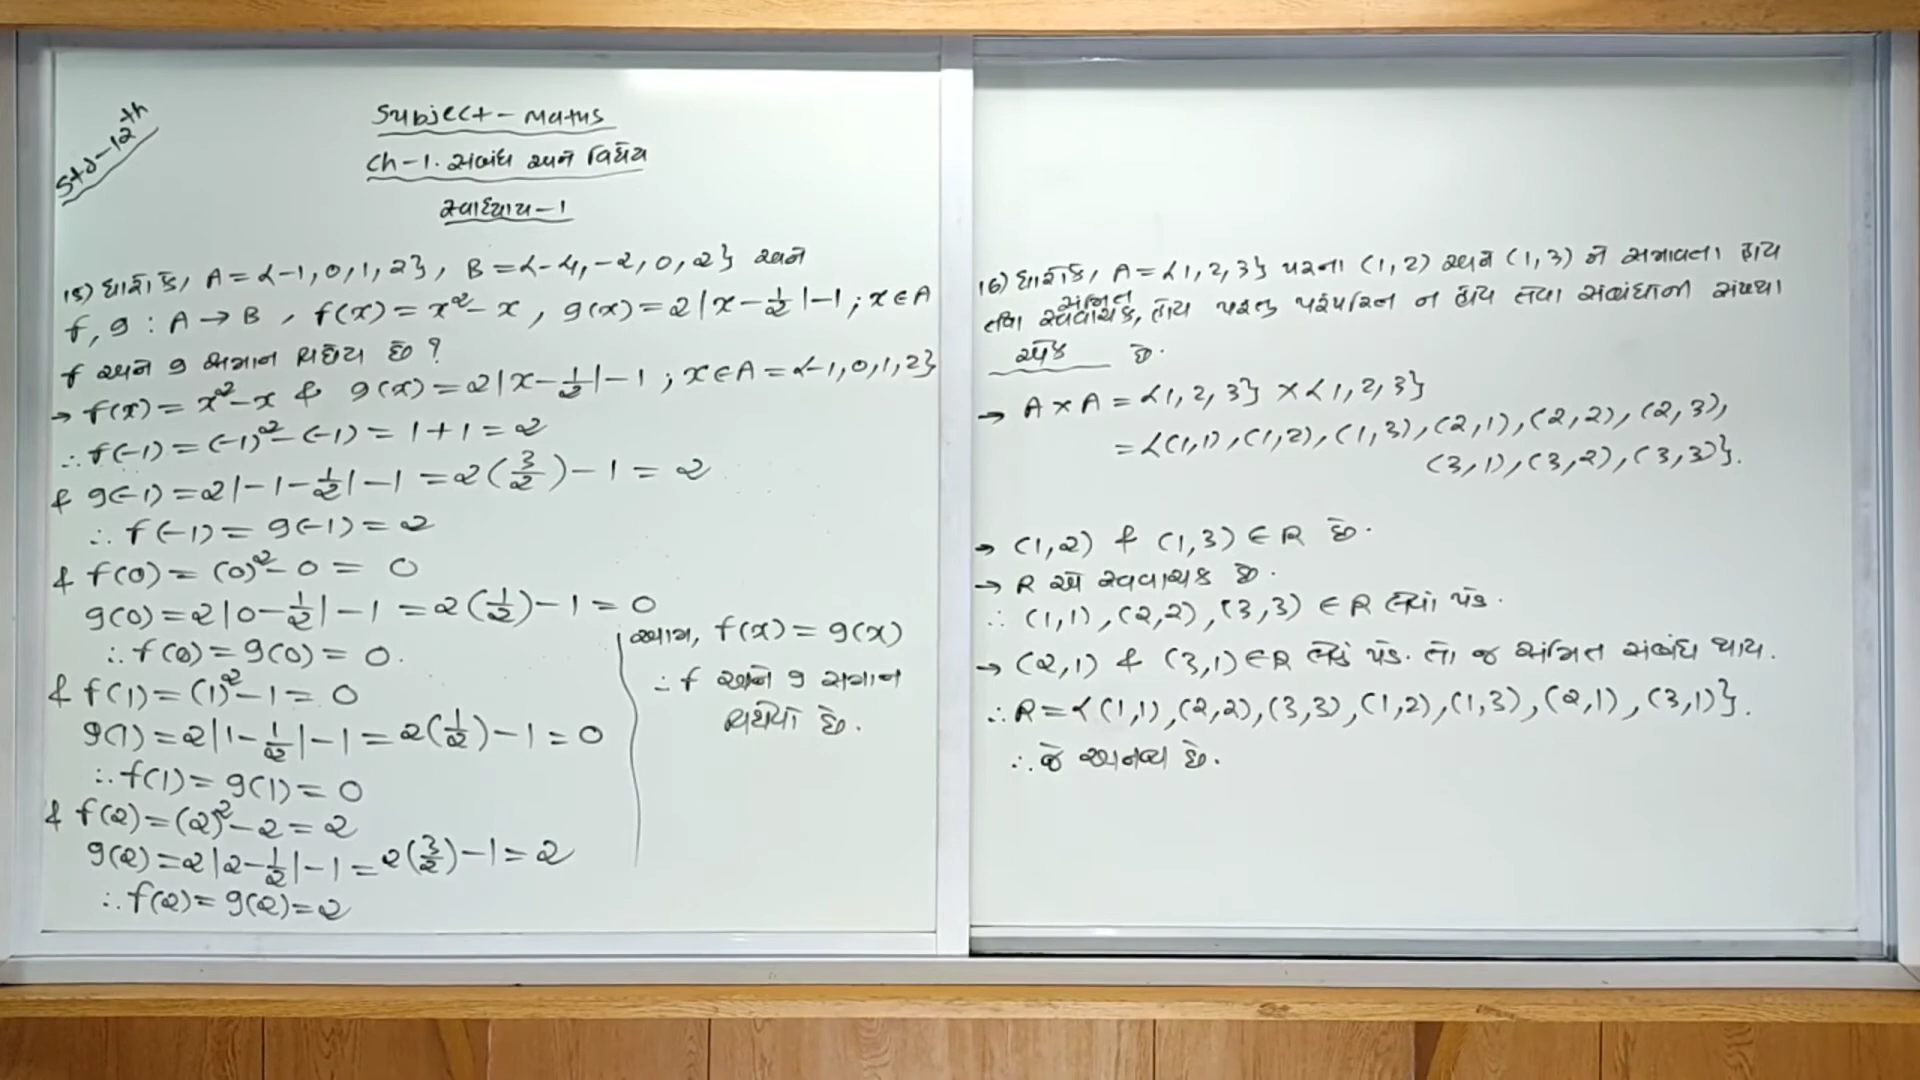 Std-12th
Subject - Maths
Ch-1. સંબંધ અને વિધેય
સ્વાધ્યાય-1
15) ધારો કે, A = {-1, 0, 1, 2}, B = {-4, -2, 0, 2} અને
f, g : A → B, f(x) = x² - x, g(x) = 2|x - 1/2| - 1 ; x ∈ A
f અને g સમાન વિધેય છે ?
→ f(x) = x² - x & g(x) = 2|x - 1/2| - 1 ; x ∈ A = {-1, 0, 1, 2}
∴ f(-1) = (-1)² - (-1) = 1 + 1 = 2
& g(-1) = 2|-1 - 1/2| - 1 = 2(3/2) - 1 = 2
∴ f(-1) = g(-1) = 2
& f(0) = (0)² - 0 = 0
g(0) = 2|0 - 1/2| - 1 = 2(1/2) - 1 = 0
∴ f(0) = g(0) = 0.
& f(1) = (1)² - 1 = 0
g(1) = 2|1 - 1/2| - 1 = 2(1/2) - 1 = 0
∴ f(1) = g(1) = 0
& f(2) = (2)² - 2 = 2
g(2) = 2|2 - 1/2| - 1 = 2(3/2) - 1 = 2
∴ f(2) = g(2) = 2
આમ, f(x) = g(x)
∴ f અને g સમાન
વિધેયો છે.
16) ધારો કે, A = {1, 2, 3} પરના (1, 2) અને (1, 3) ને સમાવતા હોય
તેવા સ્વવાચક, સંમિત હોય પરંતુ પરંપરિત ન હોય તેવા સંબંધોની સંખ્યા
એક છે.
→ A × A = {1, 2, 3} × {1, 2, 3}
= {(1,1), (1,2), (1,3), (2,1), (2,2), (2,3),
(3,1), (3,2), (3,3)}.
→ (1,2) & (1,3) ∈ R છે.
→ R એ સ્વવાચક છે.
∴ (1,1), (2,2), (3,3) ∈ R લેવા પડે.
→ (2,1) & (3,1) ∈ R લેવું પડે. તો જ સંમિત સંબંધ થાય.
∴ R = {(1,1), (2,2), (3,3), (1,2), (1,3), (2,1), (3,1)}.
∴ જે અનન્ય છે.